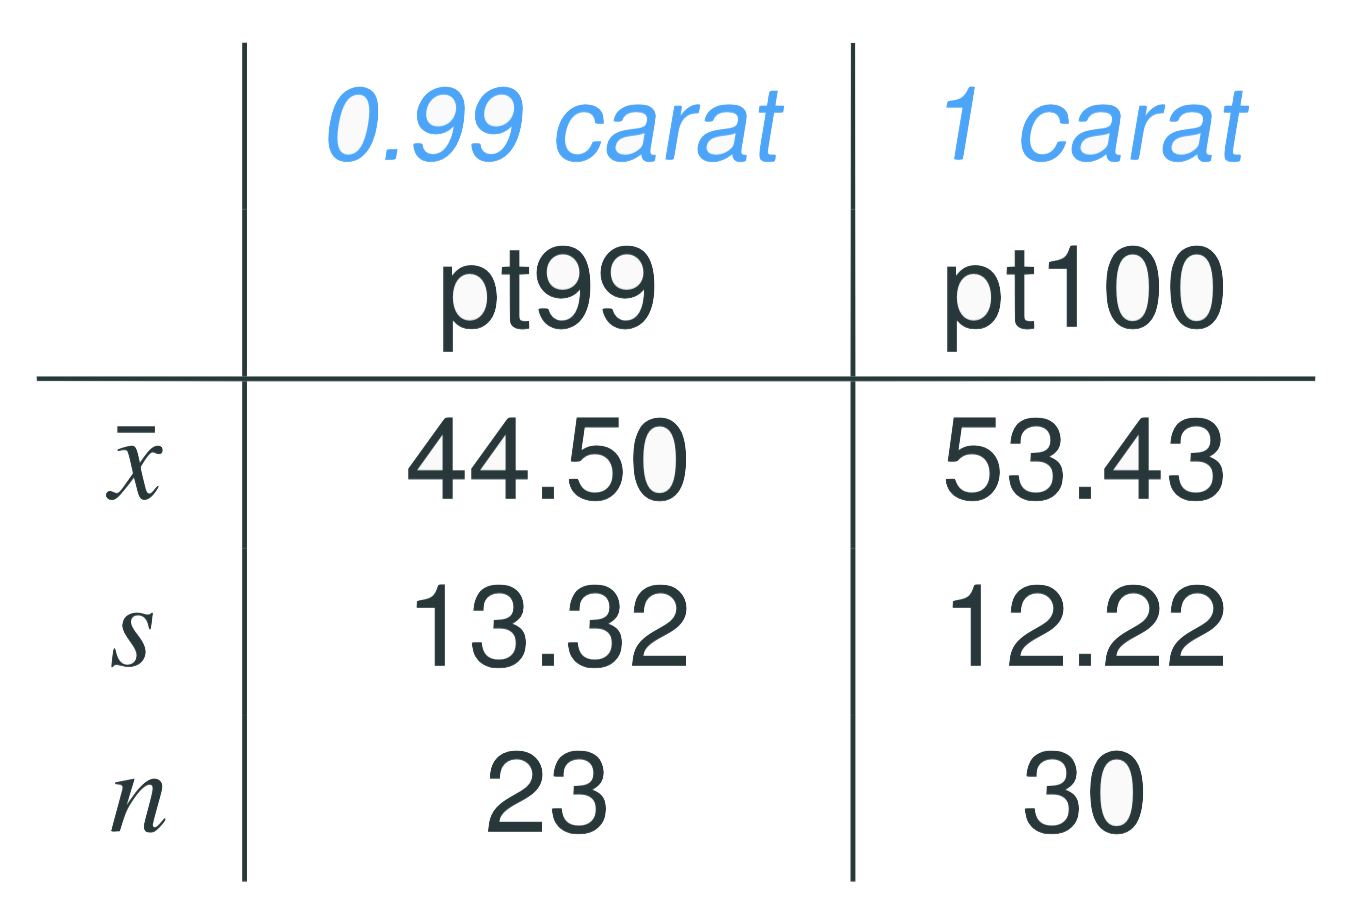 0.99 carat 1 carat
pt99 pt100
x̄ 44.50 53.43
s 13.32 12.22
n 23 30